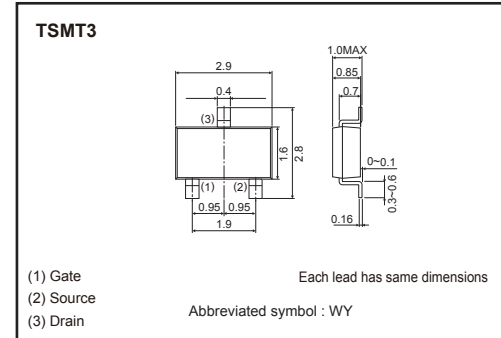 TSMT3
1.0MAX
2.9
0.85
0.4
0.7
(3)
1.6
2.8
0~0.1
(1)
(2)
0.3~0.6
0.95
0.95
0.16
1.9
(1) Gate
Each lead has same dimensions
(2) Source
Abbreviated symbol : WY
(3) Drain